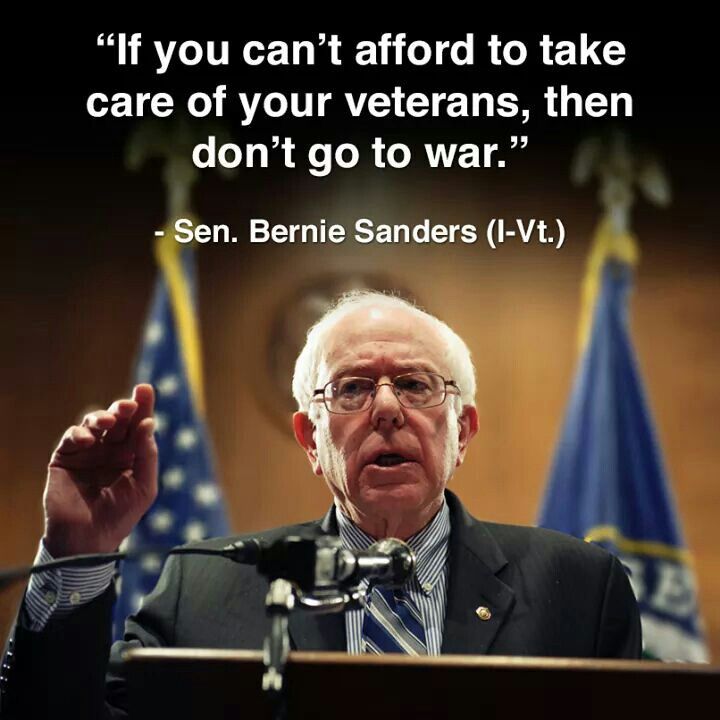 “If you can’t afford to take
care of your veterans, then
don’t go to war.”
- Sen. Bernie Sanders (I-Vt.)